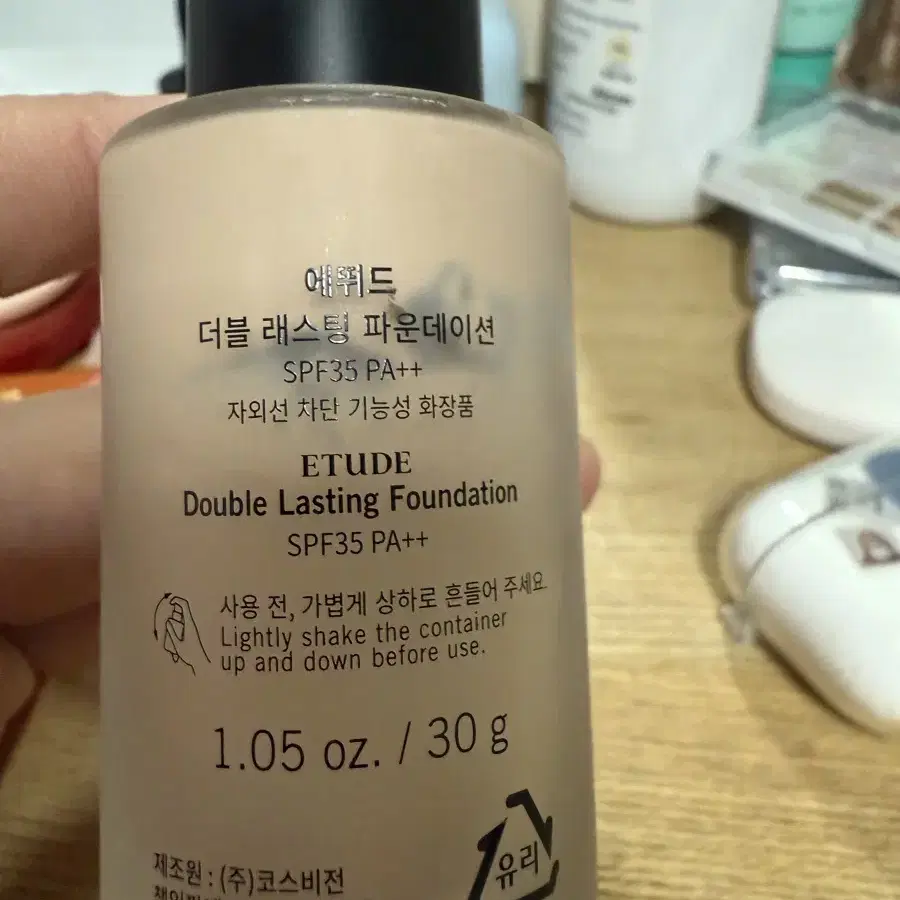 에뛰드
더블 래스팅 파운데이션
SPF35 PA++
자외선 차단 기능성 화장품
ETUDE
Double Lasting Foundation
SPF35 PA++
사용 전, 가볍게 상하로 흔들어 주세요.
Lightly shake the container
up and down before use.
1.05 oz. / 30 g
유리
제조원 : (주)코스비전